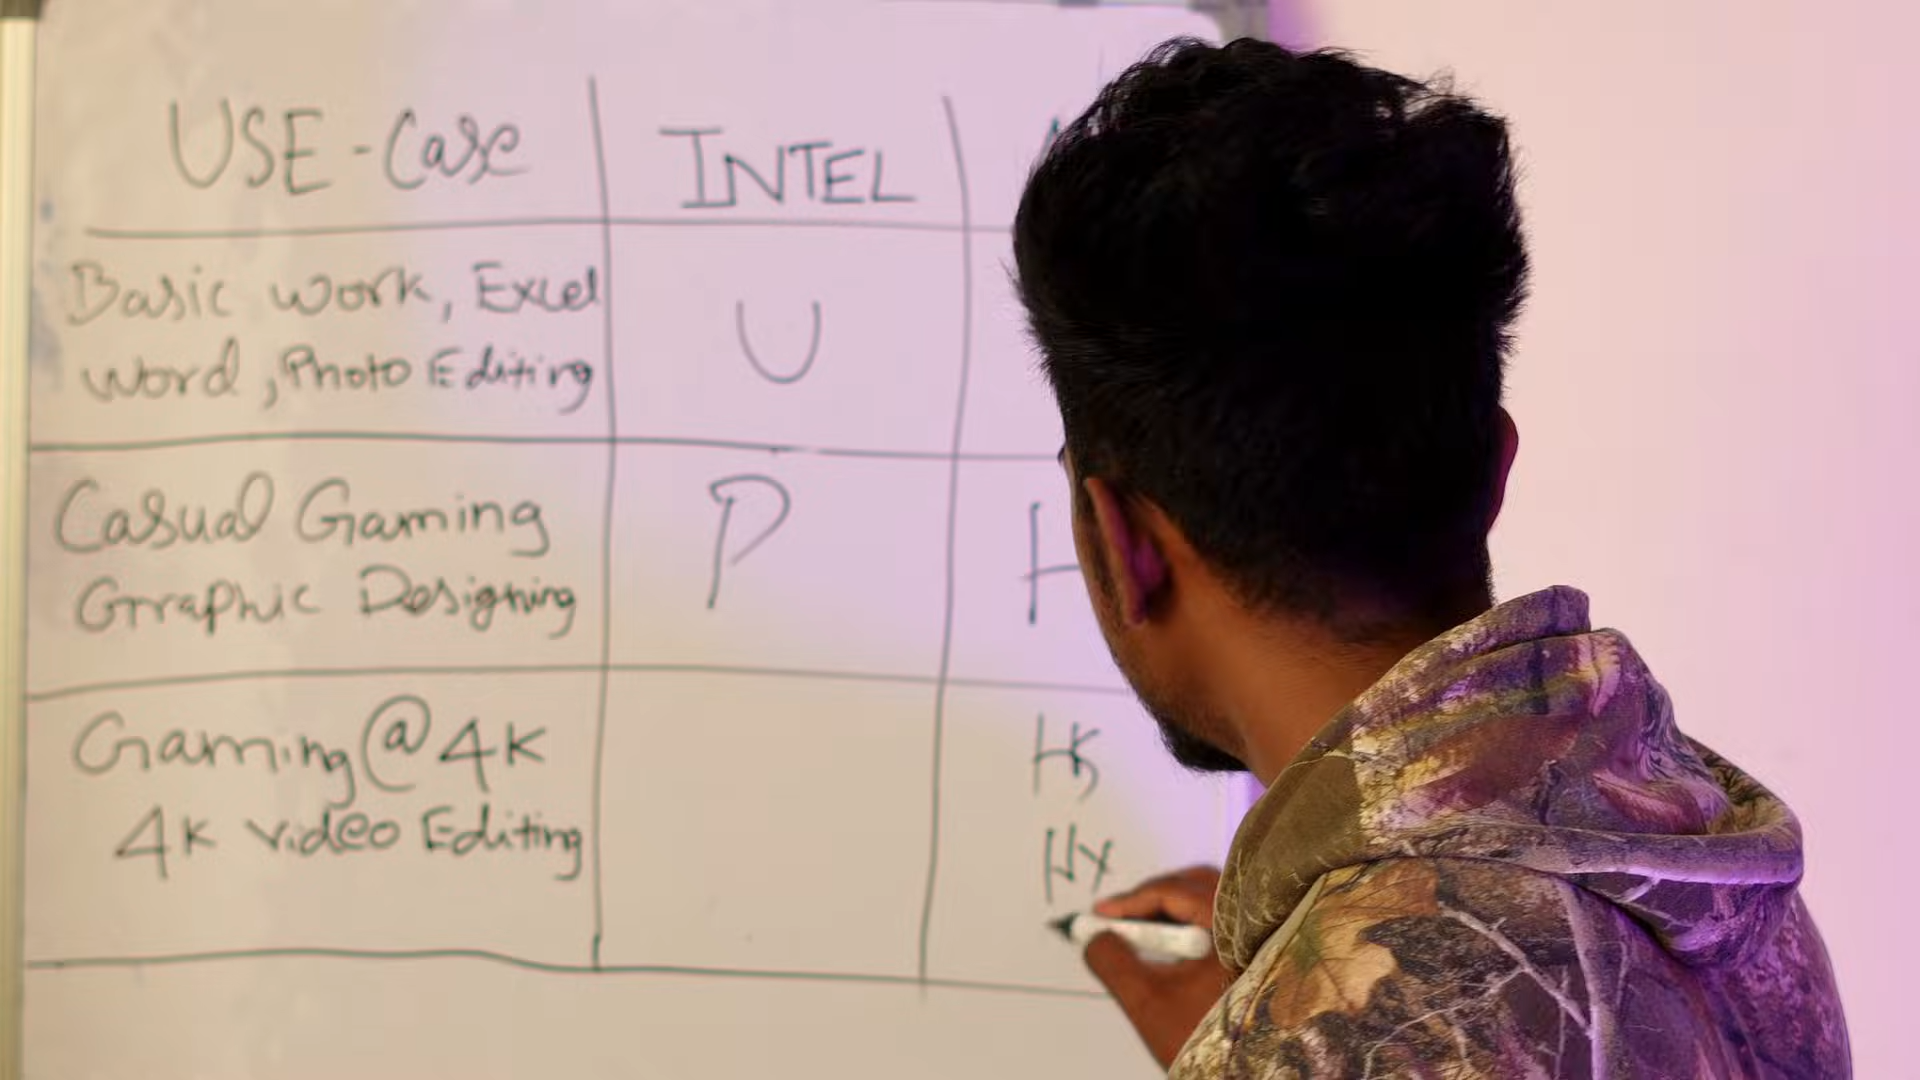 USE-Case
INTEL
Basic work, Excel
U
word, Photo Editing
Casual Gaming
P
H
Graphic Designing
Gaming @ 4K
HS
4K Video Editing
HX